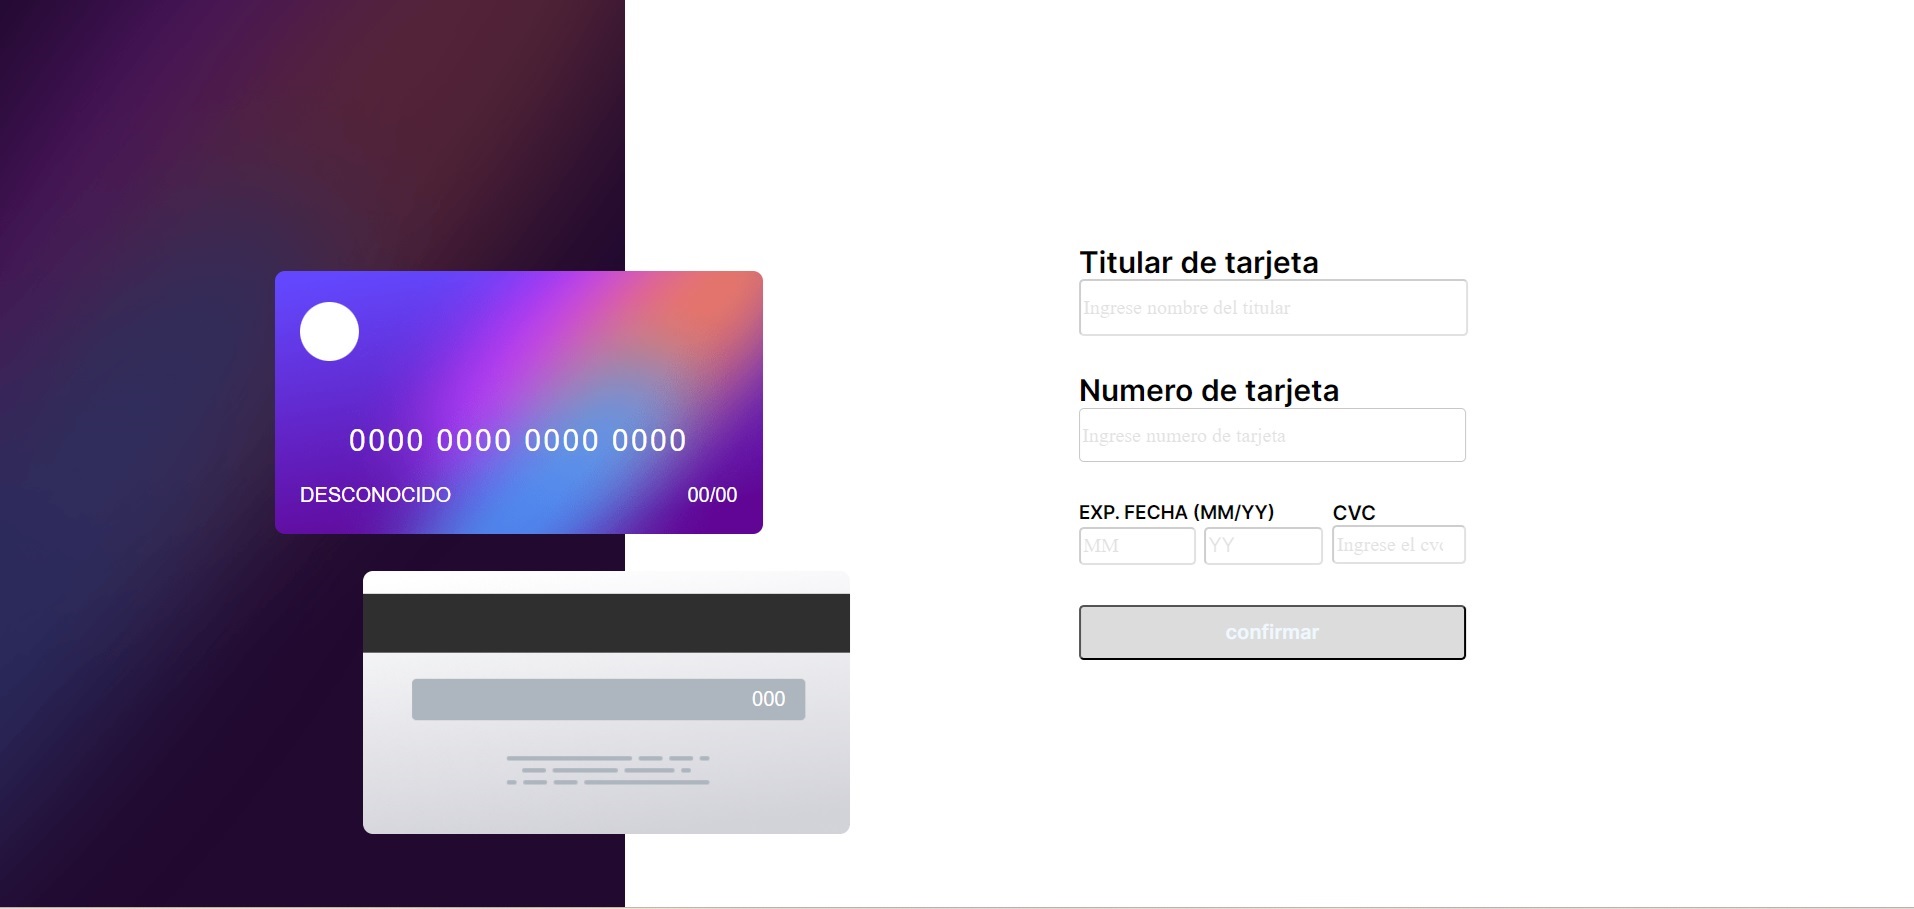 0000 0000 0000 0000
DESCONOCIDO 00/00
000
Titular de tarjeta
Ingrese nombre del titular
Numero de tarjeta
Ingrese numero de tarjeta
EXP. FECHA (MM/YY) CVC
MM YY Ingrese el cvc
confirmar